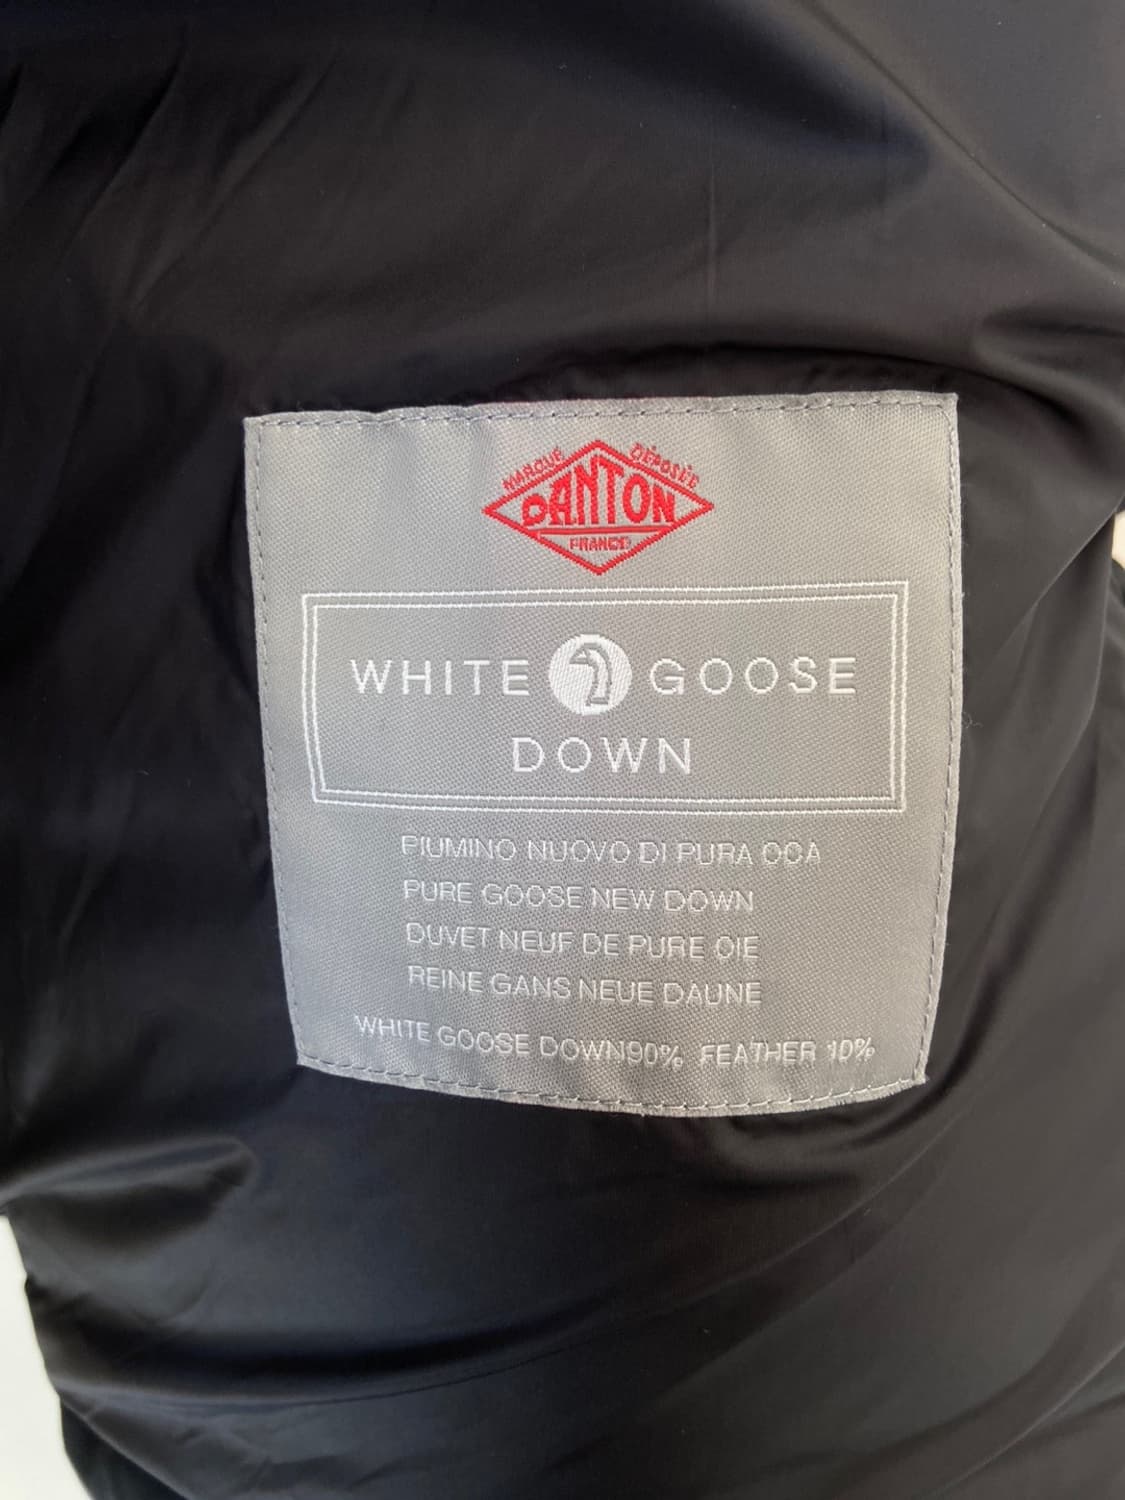 MARQUE DÉPOSÉE
DANTON
FRANCE
WHITE GOOSE
DOWN
PIUMINO NUOVO DI PURA OCA
PURE GOOSE NEW DOWN
DUVET NEUF DE PURE OIE
REINE GANS NEUE DAUNE
WHITE GOOSE DOWN90% FEATHER 10%